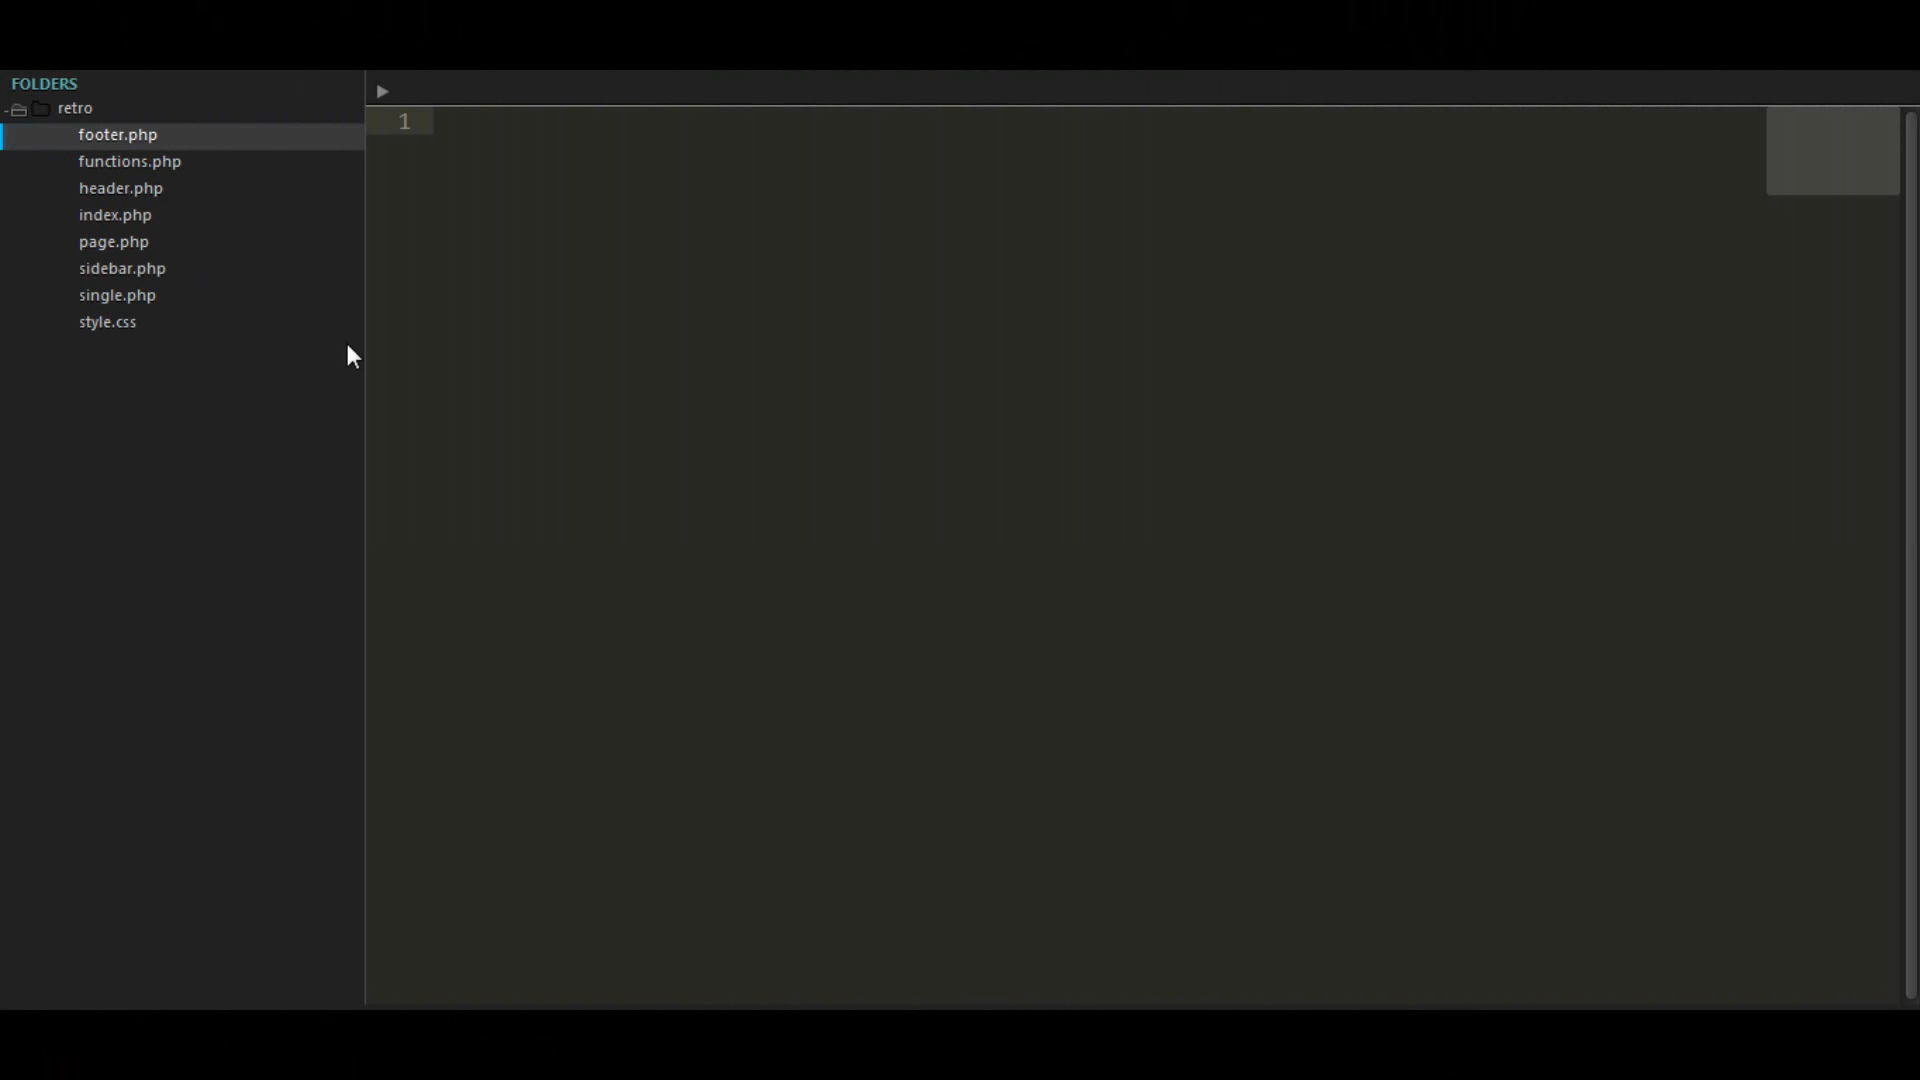 FOLDERS
retro
footer.php
functions.php
header.php
index.php
page.php
sidebar.php
single.php
style.css
1